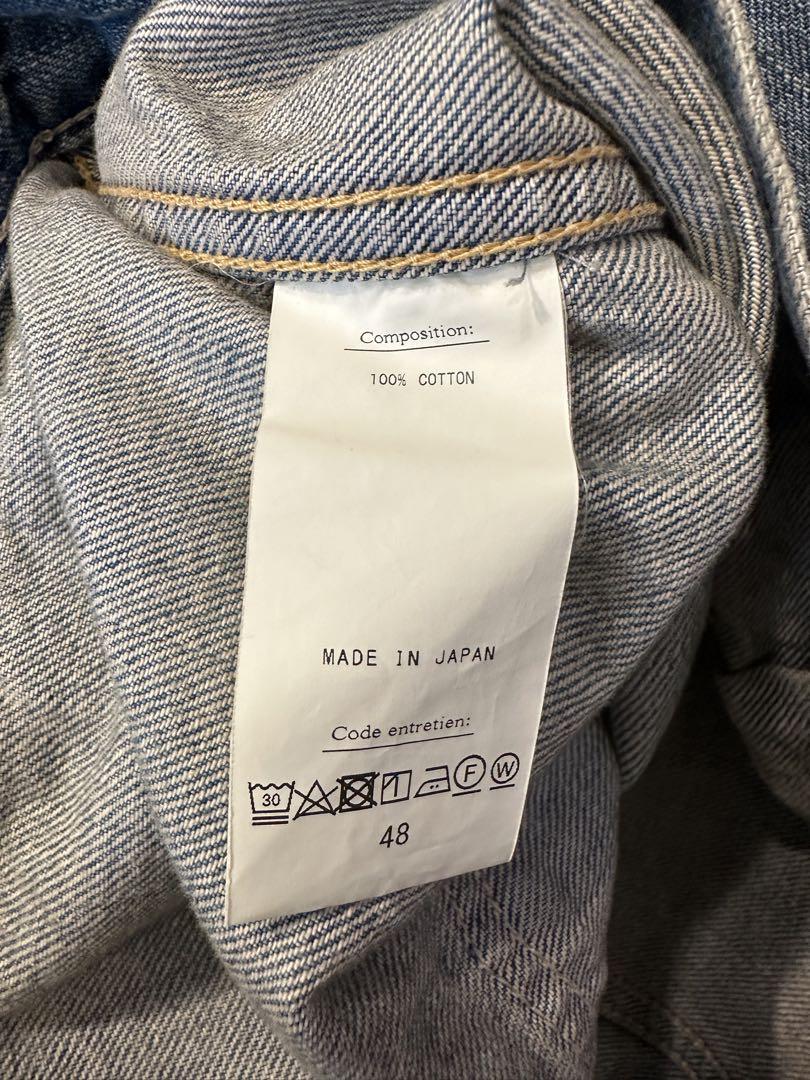 Composition:
100% COTTON
MADE IN JAPAN
Code entretien:
30 F W
48